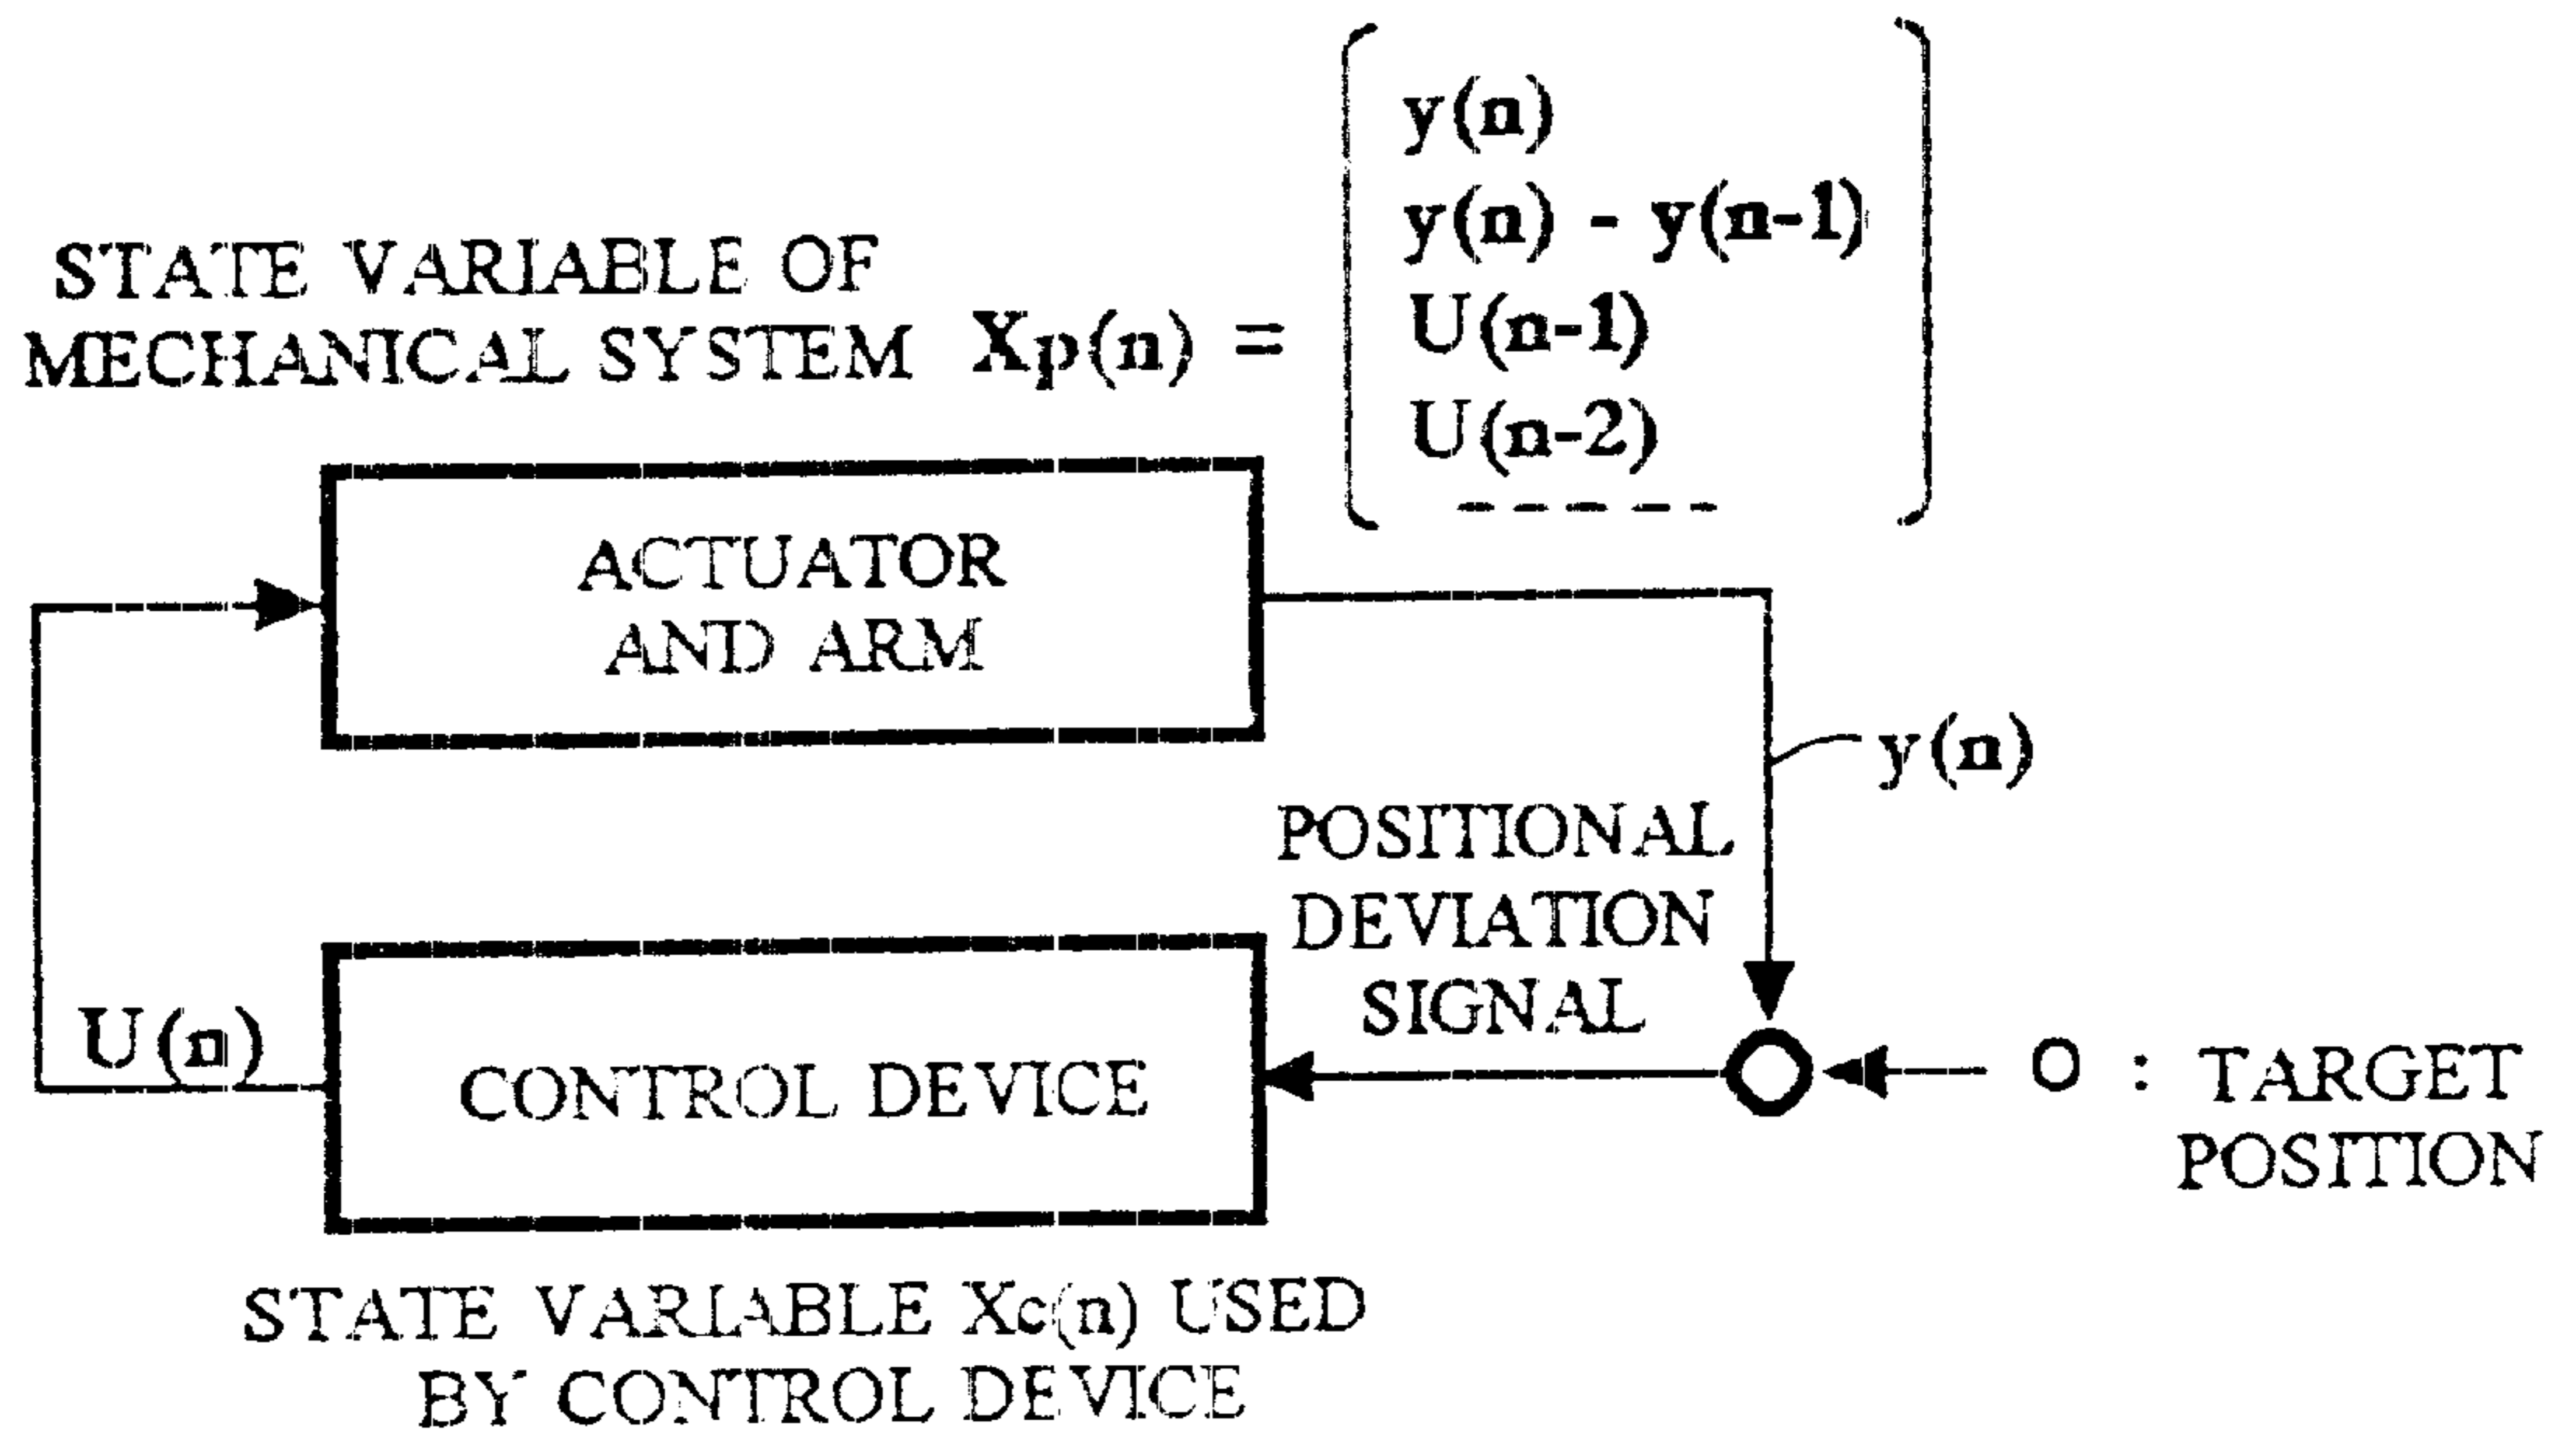 y(n)
y(n) - y(n-1)
STATE VARIABLE OF
MECHANICAL SYSTEM Xp(n) =
U(n-1)
U(n-2)
- - - - -
ACTUATOR
AND ARM
y(n)
POSITIONAL
DEVIATION
SIGNAL
U(n)
CONTROL DEVICE
O : TARGET
POSITION
STATE VARIABLE Xc(n) USED
BY CONTROL DEVICE